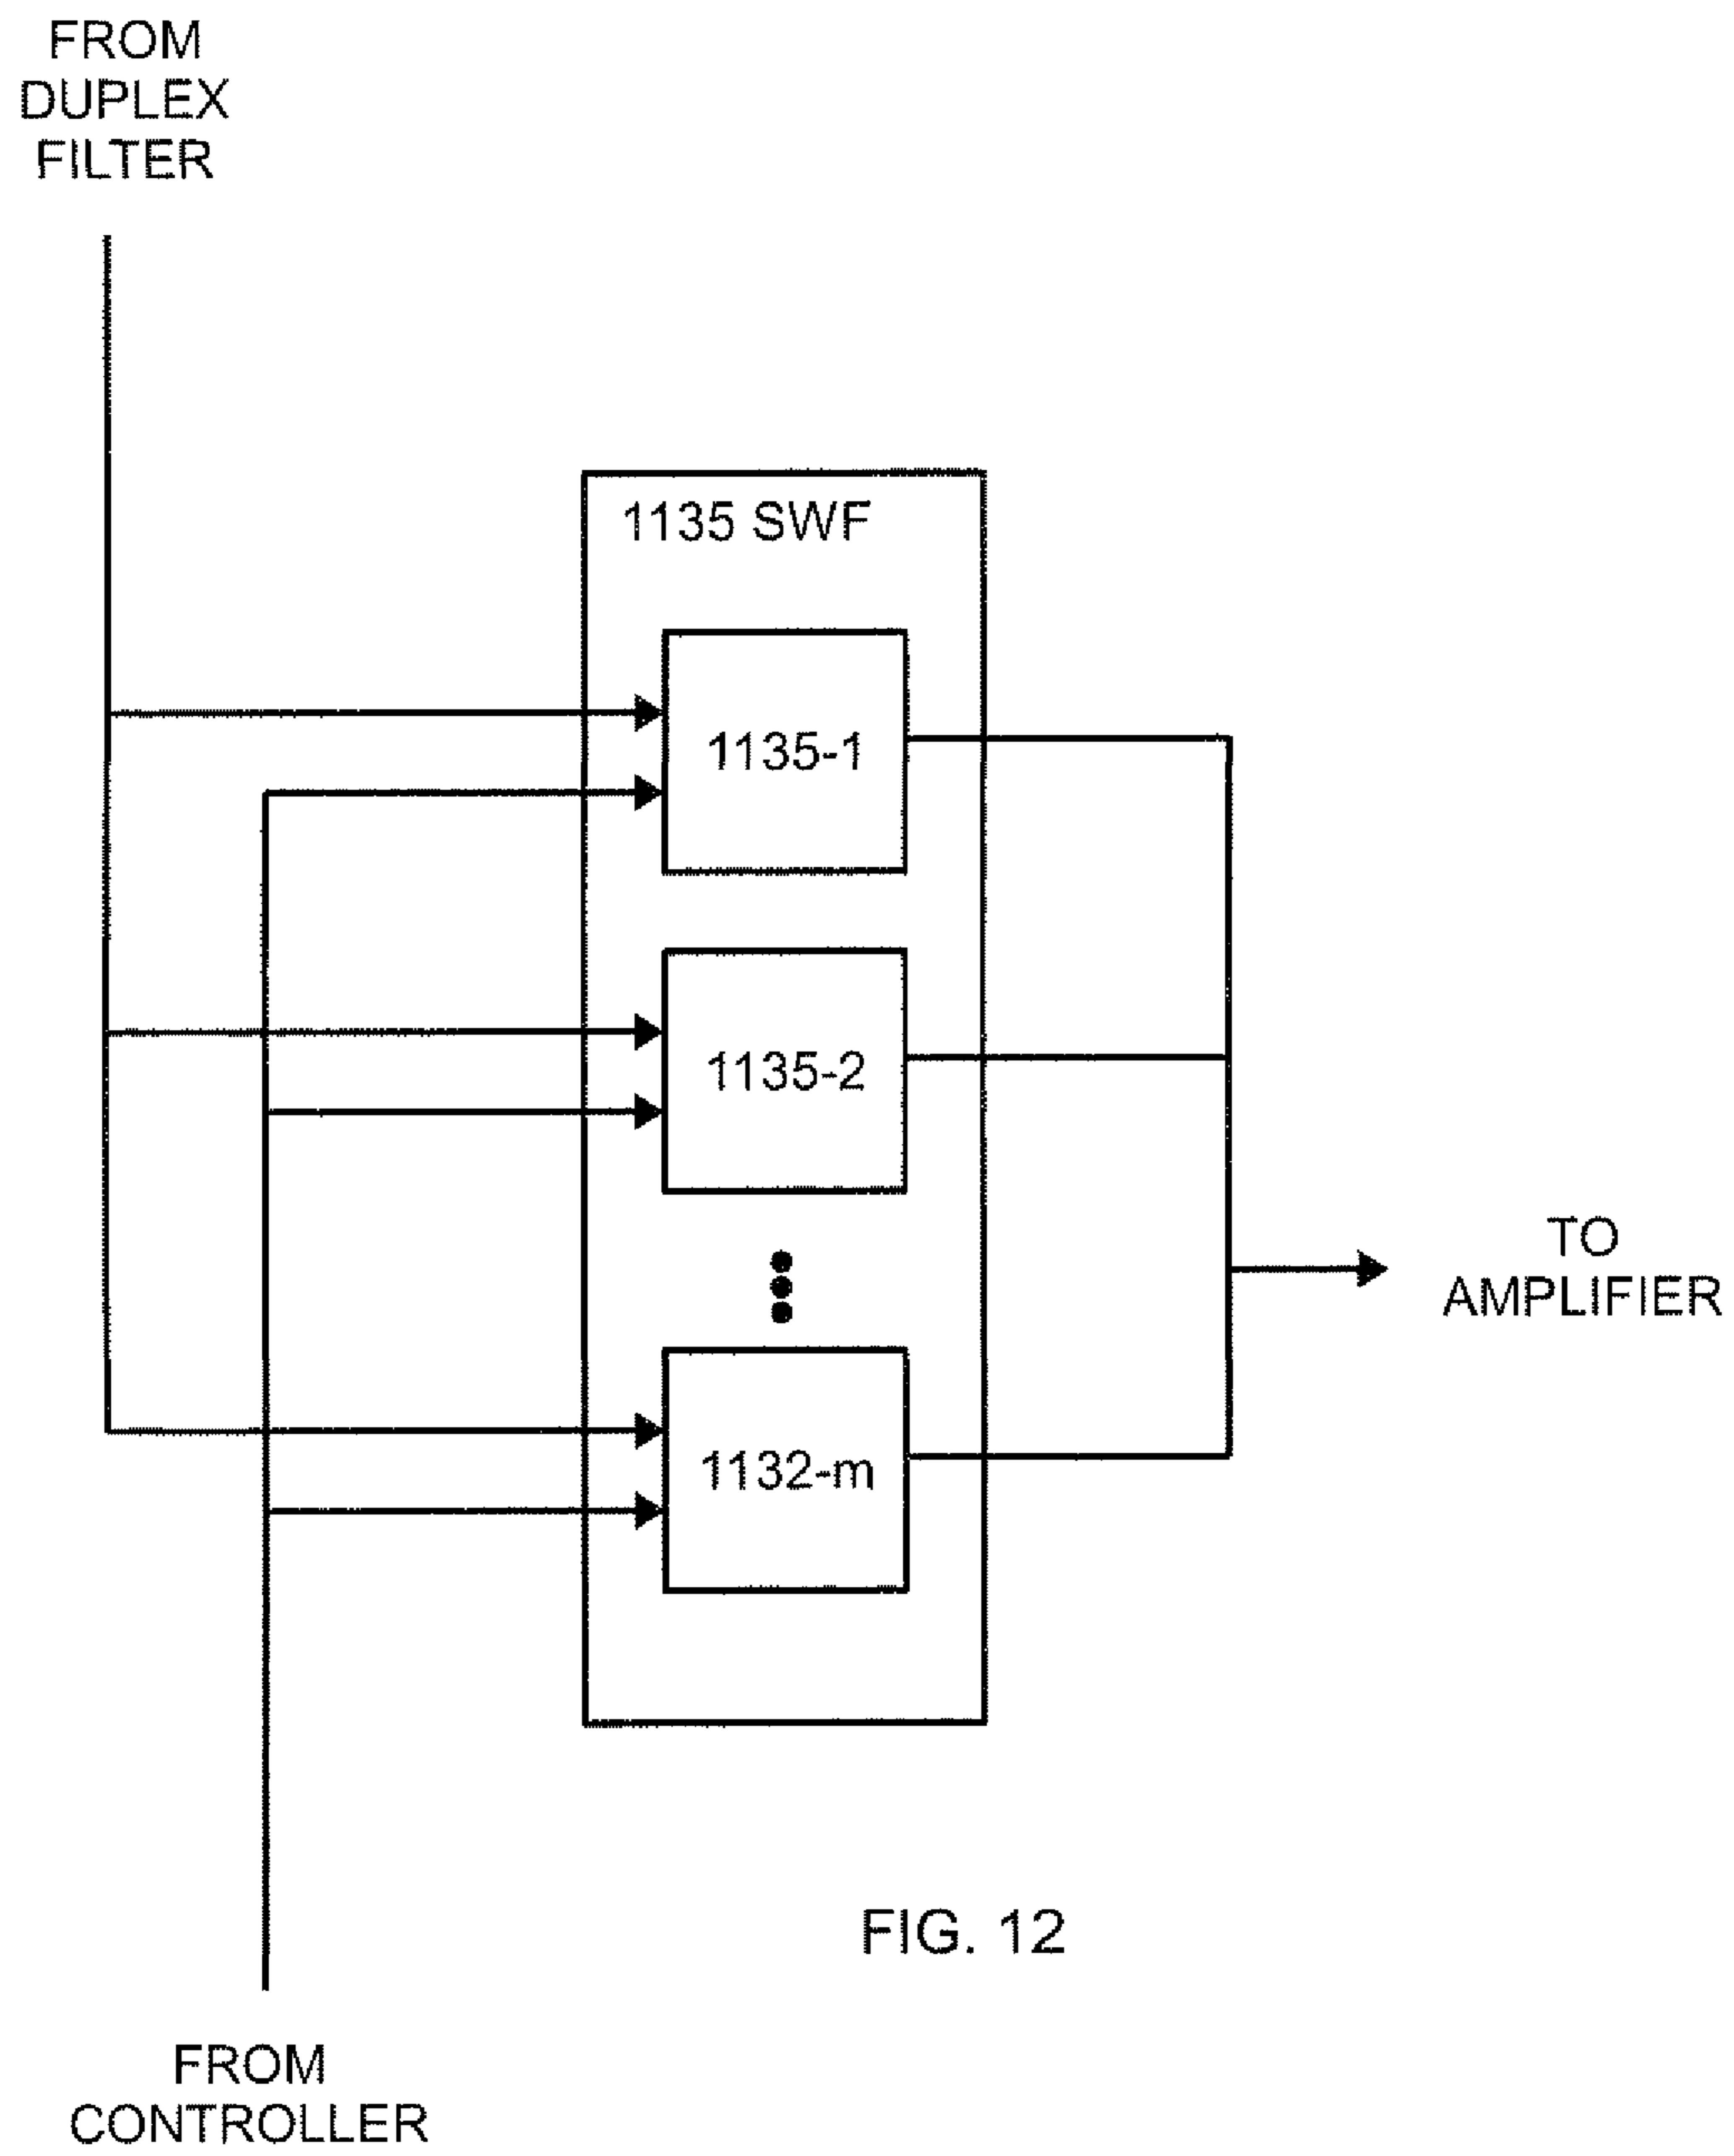 FROM
DUPLEX
FILTER
1135 SWF
1135-1
1135-2
1132-m
TO
AMPLIFIER
FIG. 12
FROM
CONTROLLER